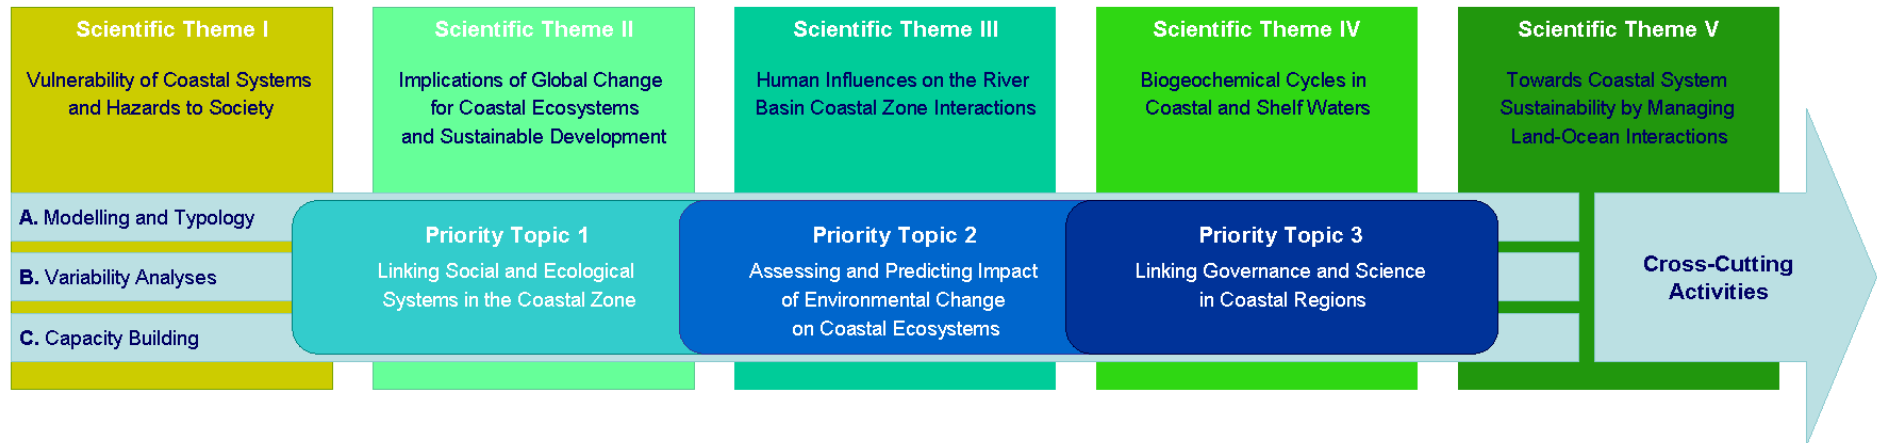 Scientific Theme I
Vulnerability of Coastal Systems
and Hazards to Society
Scientific Theme II
Implications of Global Change
for Coastal Ecosystems
and Sustainable Development
Scientific Theme III
Human Influences on the River
Basin Coastal Zone Interactions
Scientific Theme IV
Biogeochemical Cycles in
Coastal and Shelf Waters
Scientific Theme V
Towards Coastal System
Sustainability by Managing
Land-Ocean Interactions
A. Modelling and Typology
B. Variability Analyses
C. Capacity Building
Priority Topic 1
Linking Social and Ecological
Systems in the Coastal Zone
Priority Topic 2
Assessing and Predicting Impact
of Environmental Change
on Coastal Ecosystems
Priority Topic 3
Linking Governance and Science
in Coastal Regions
Cross-Cutting
Activities